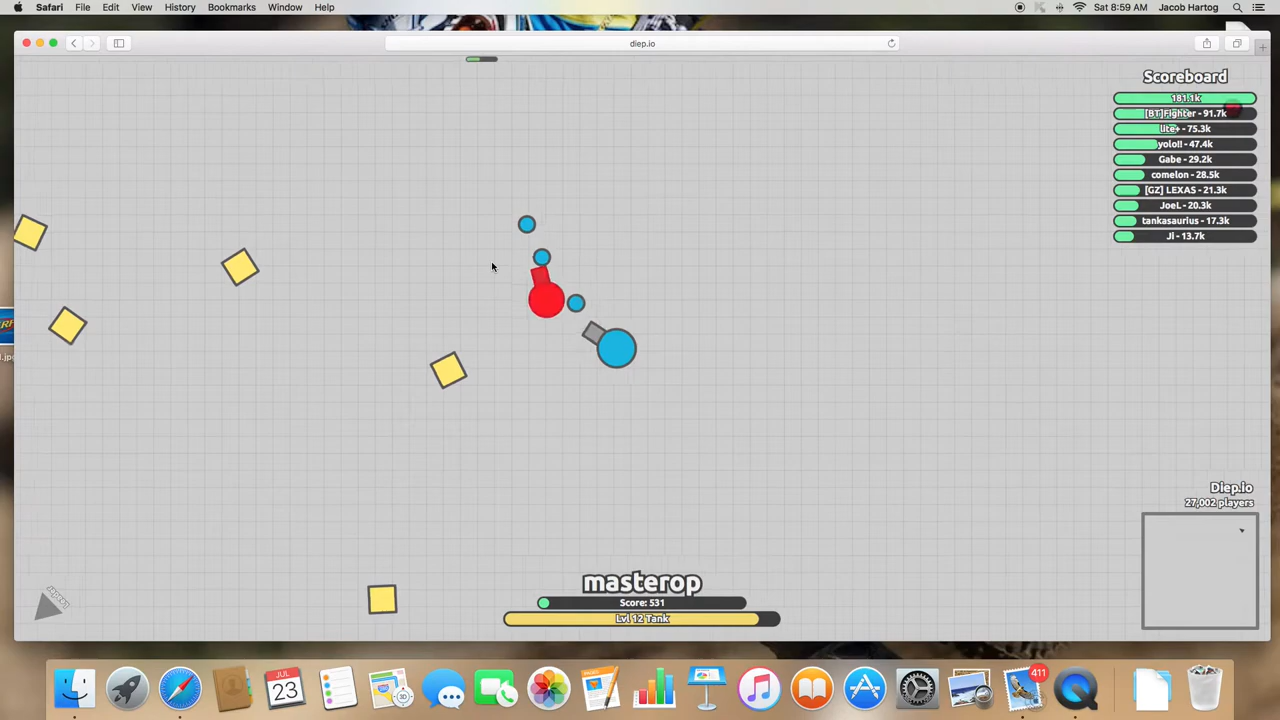 Safari File Edit View History Bookmarks Window Help
Sat 8:59 AM Jacob Hartog
diep.io
Scoreboard
181.1k
[BT]Fighter - 91.7k
lite+ - 75.3k
yolo!! - 47.4k
Gabe - 29.2k
comelon - 28.5k
[GZ] LEXAS - 21.3k
JoeL - 20.3k
tankasaurius - 17.3k
Ji - 13.7k
Diep.io
27,002 players
masterop
Score: 531
Lvl 12 Tank
JUL
23
3D
PAGES
411